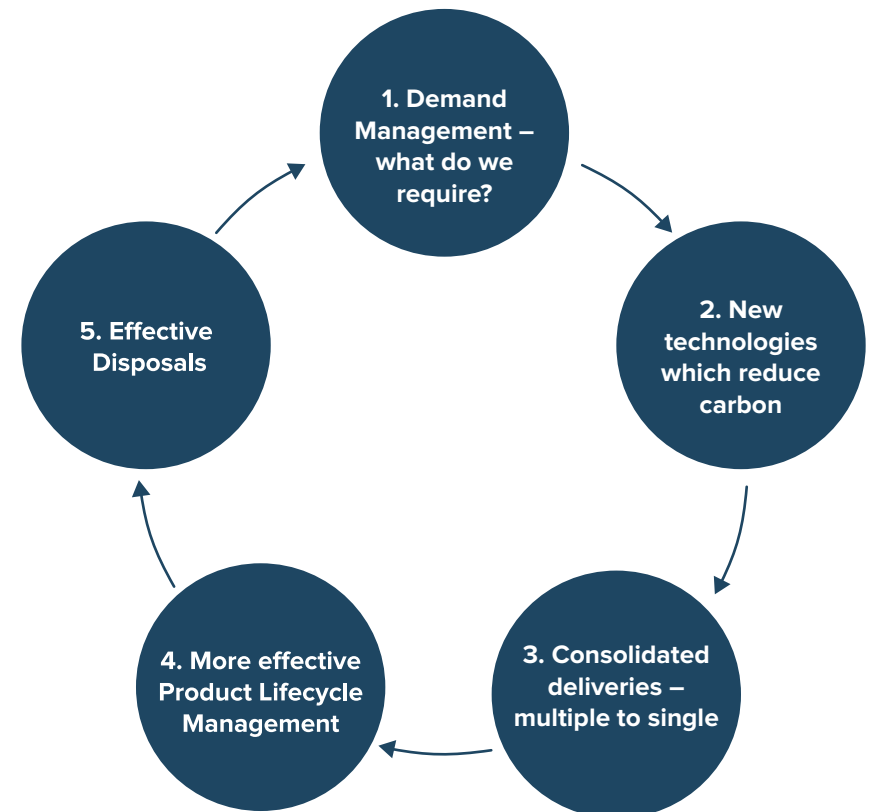 1. Demand
Management –
what do we
require?
2. New
technologies
which reduce
carbon
3. Consolidated
deliveries –
multiple to single
4. More effective
Product Lifecycle
Management
5. Effective
Disposals